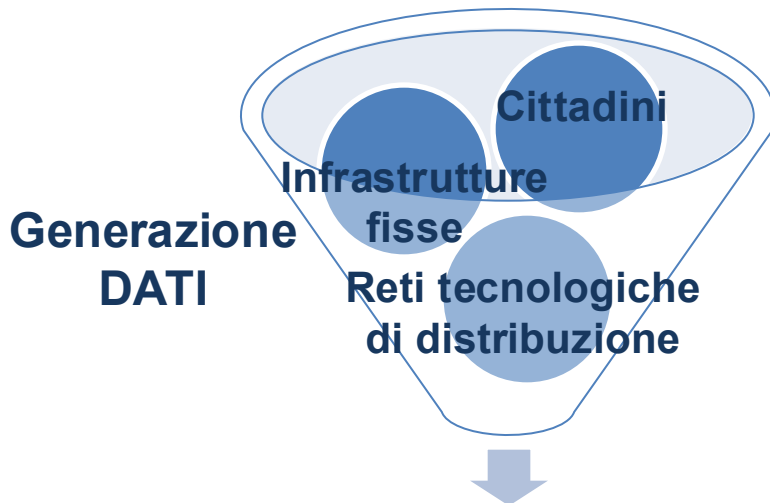 Cittadini
Infrastrutture
fisse
Generazione
DATI
Reti tecnologiche
di distribuzione